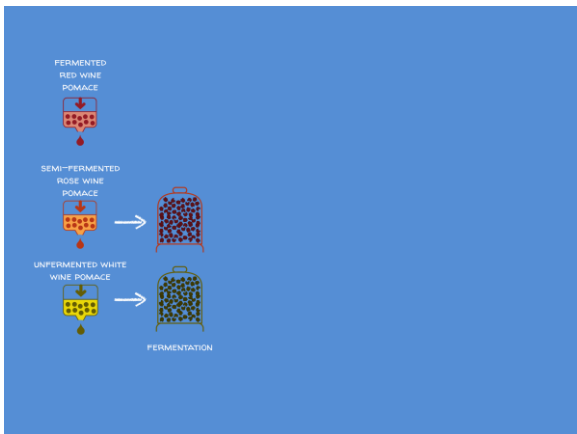 FERMENTED
RED WINE
POMACE
SEMI-FERMENTED
ROSE WINE
POMACE
UNFERMENTED WHITE
WINE POMACE
FERMENTATION